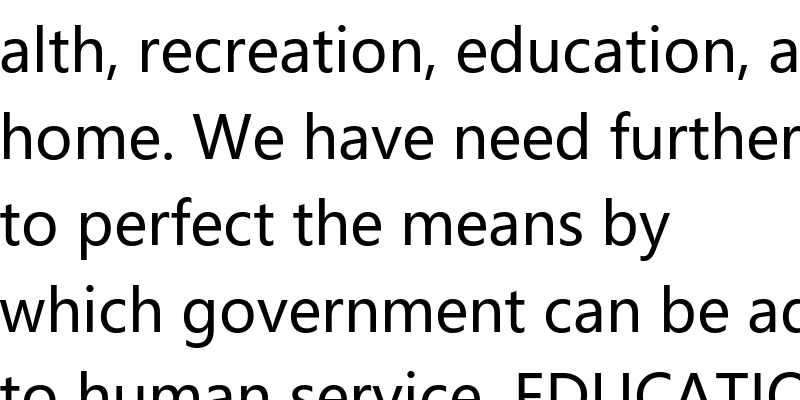 alth, recreation, education, a
home. We have need further
to perfect the means by
which government can be ad
to human service. EDUCATIO